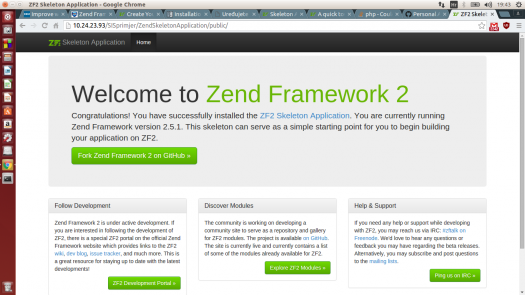 ZF2 Skeleton Application - Google Chrome
19:43
improve
Zend Fran
Create Yo
Installatio
Uređujete
Skeleton
A quick to
php - Cou
Personal
ZF2 Skelet
10.24.23.93/SISprimjer/ZendSkeletonApplication/public/
Skeleton Application
Home
Welcome to Zend Framework 2
Congratulations! You have successfully installed the ZF2 Skeleton Application. You are currently running
Zend Framework version 2.5.1. This skeleton can serve as a simple starting point for you to begin building
your application on ZF2.
Fork Zend Framework 2 on GitHub »
Follow Development
Zend Framework 2 is under active development. If
you are interested in following the development of
ZF2, there is a special ZF2 portal on the official Zend
Framework website which provides links to the ZF2
wiki, dev blog, issue tracker, and much more. This is
a great resource for staying up to date with the latest
developments!
ZF2 Development Portal »
Discover Modules
The community is working on developing a
community site to serve as a repository and gallery
for ZF2 modules. The project is available on GitHub.
The site is currently live and currently contains a list
of some of the modules already available for ZF2.
Explore ZF2 Modules »
Help & Support
If you need any help or support while developing
with ZF2, you may reach us via IRC: #zftalk on
Freenode. We'd love to hear any questions or
feedback you may have regarding the beta releases.
Alternatively, you may subscribe and post questions
to the mailing lists.
Ping us on IRC »